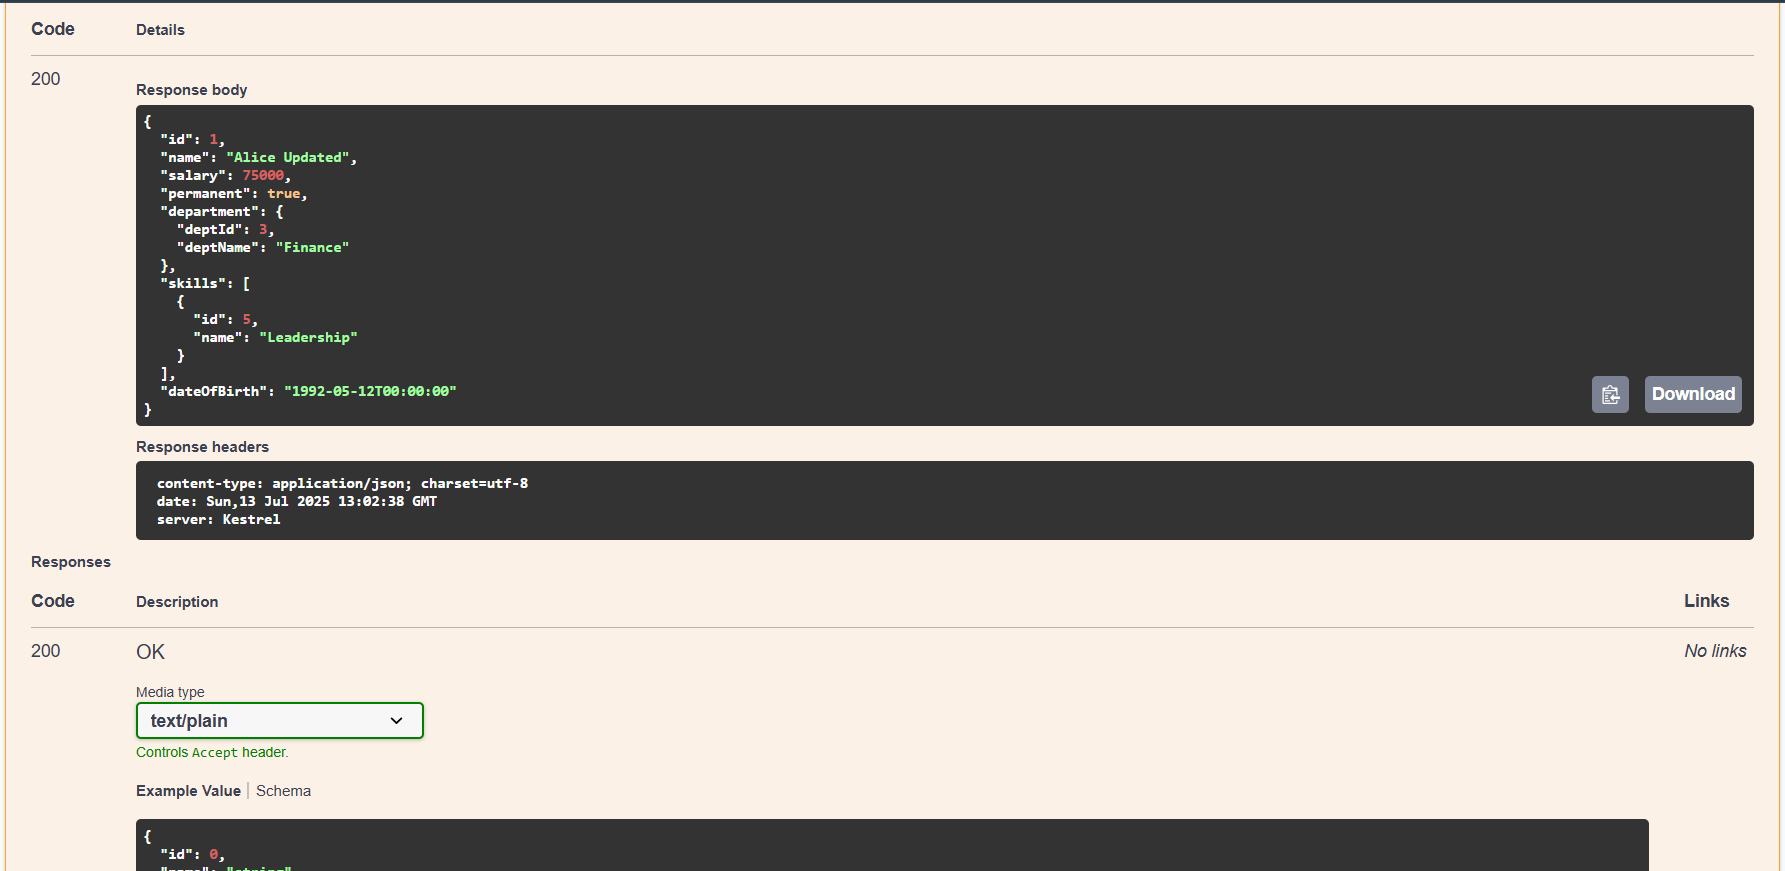 Code Details
200
Response body
{
  "id": 1,
  "name": "Alice Updated",
  "salary": 75000,
  "permanent": true,
  "department": {
    "deptId": 3,
    "deptName": "Finance"
  },
  "skills": [
    {
      "id": 5,
      "name": "Leadership"
    }
  ],
  "dateOfBirth": "1992-05-12T00:00:00"
}
Download
Response headers
content-type: application/json; charset=utf-8
date: Sun,13 Jul 2025 13:02:38 GMT
server: Kestrel
Responses
Code Description Links
200 OK No links
Media type
text/plain
Controls Accept header.
Example Value | Schema
{
  "id": 0,
  "name": "string"